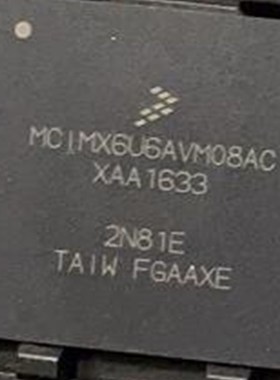 MCIMX6U6AVM08AC
XAA1633
2N81E
TAIW FGAAXE